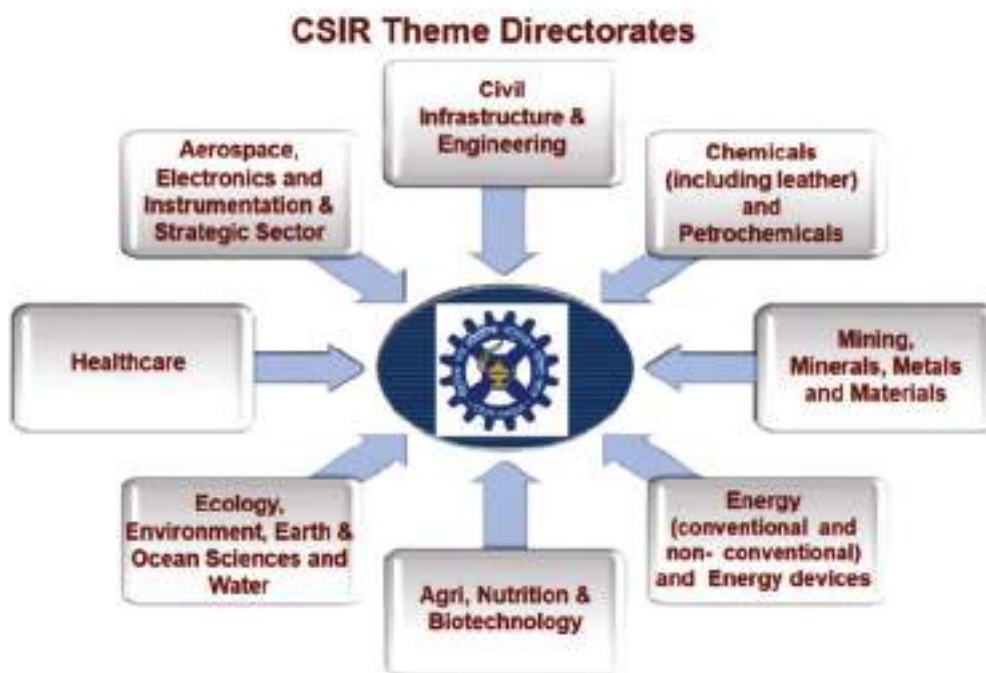 CSIR Theme Directorates
Civil
Infrastructure &
Engineering
Aerospace,
Electronics and
Instrumentation &
Strategic Sector
Chemicals
(including leather)
and
Petrochemicals
Healthcare
Mining,
Minerals, Metals
and Materials
Ecology,
Environment, Earth &
Ocean Sciences and
Water
Energy
(conventional and
non- conventional)
and Energy devices
Agri, Nutrition &
Biotechnology